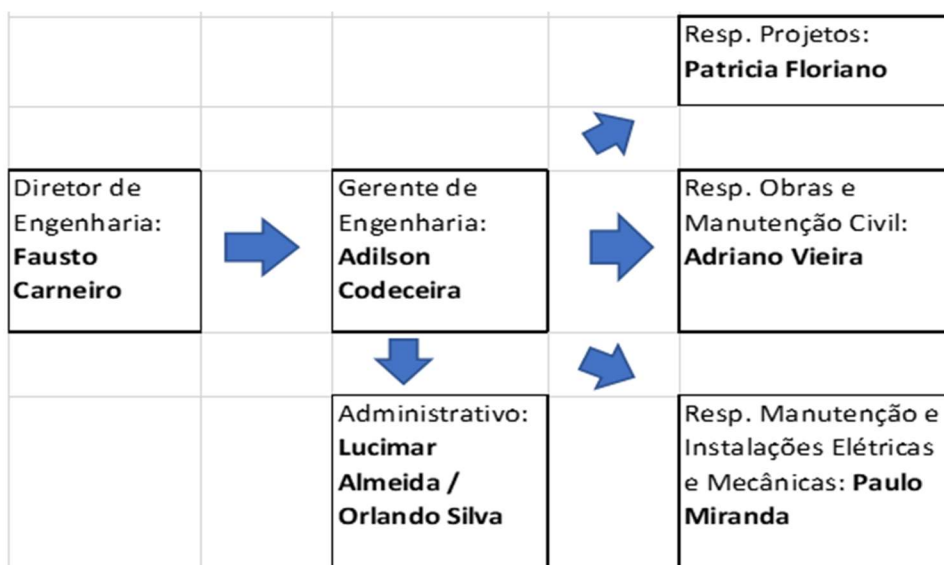 Resp. Projetos:
Patricia Floriano
Diretor de
Engenharia:
Fausto
Carneiro
Gerente de
Engenharia:
Adilson
Codeceira
Resp. Obras e
Manutenção Civil:
Adriano Vieira
Administrativo:
Lucimar
Almeida /
Orlando Silva
Resp. Manutenção e
Instalações Elétricas
e Mecânicas: Paulo
Miranda